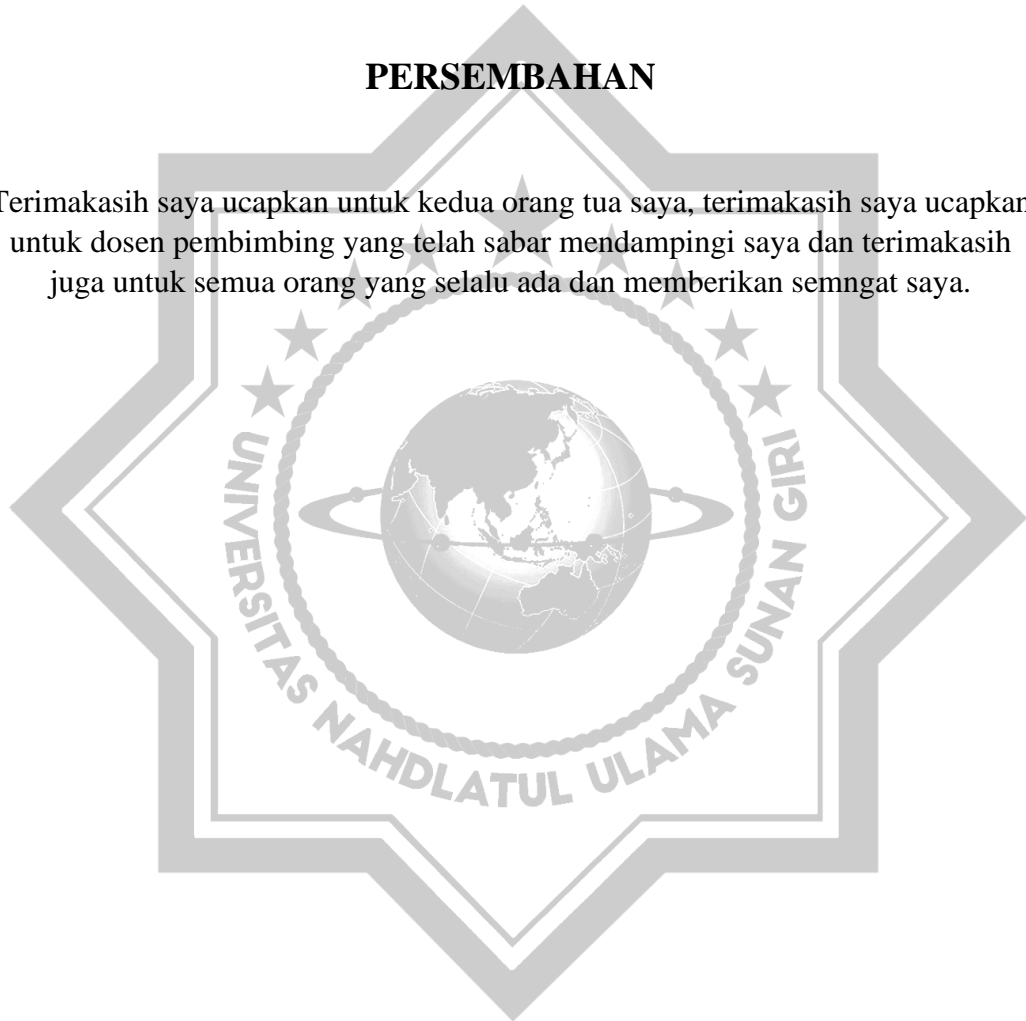 PERSEMBAHAN
Terimakasih saya ucapkan untuk kedua orang tua saya, terimakasih saya ucapkan
untuk dosen pembimbing yang telah sabar mendampingi saya dan terimakasih
juga untuk semua orang yang selalu ada dan memberikan semngat saya.
UNIVERSITAS NAHDLATUL ULAMA SUNAN GIRI